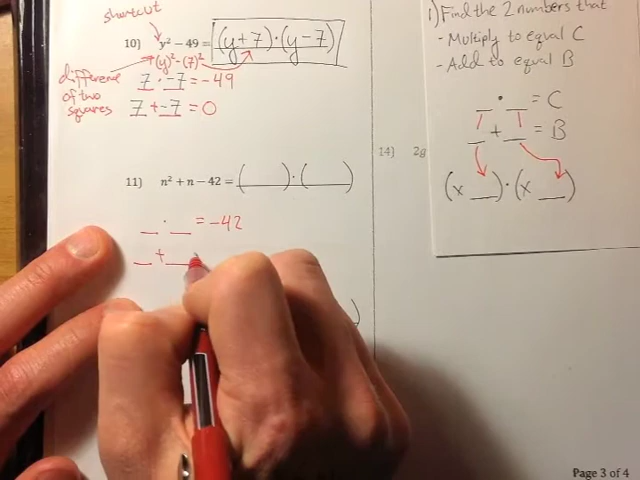 shortcut
10) y² − 49 = (y+7)·(y−7)
(y)² − (7)²
difference of two squares
7 · −7 = −49
7 + −7 = 0
11) n² + n − 42 = (____)·(____)
__ · __ = −42
__ + __
)
14) 2g
1) Find the 2 numbers that
- Multiply to equal C
- Add to equal B
__ · __ = C
__ + __ = B
(x __)·(x __)
Page 3 of 4